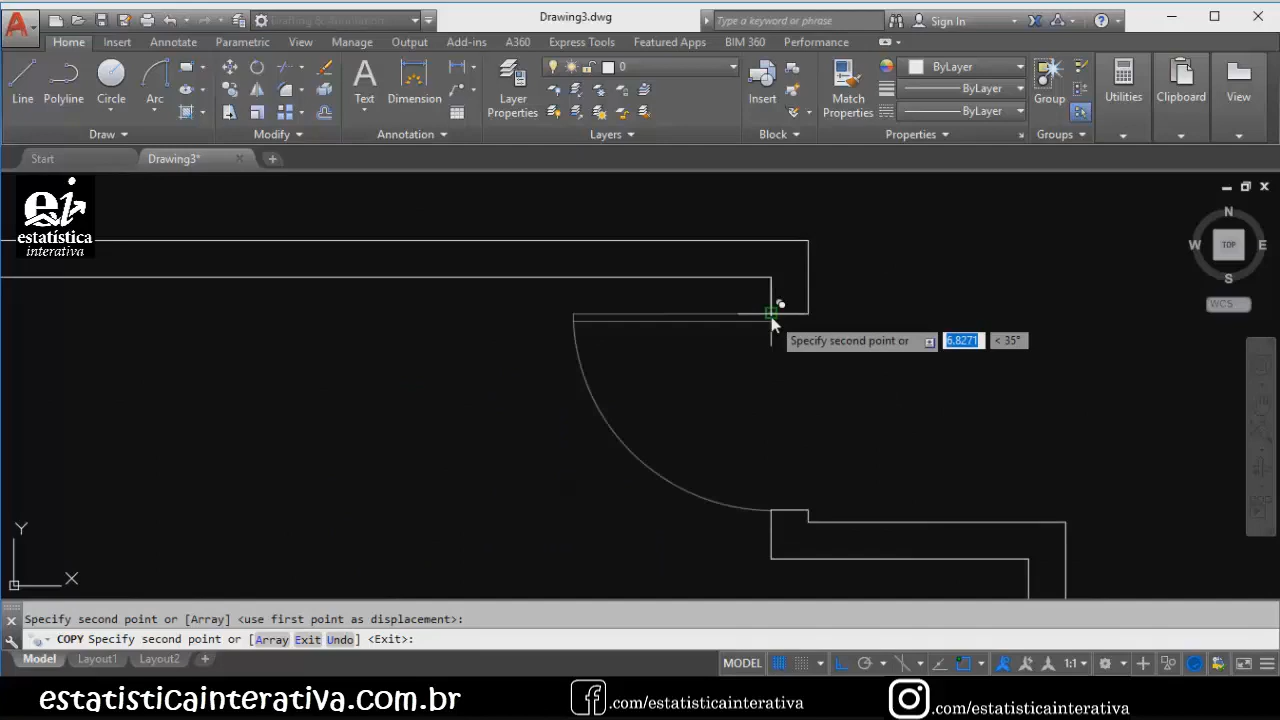 Drawing3.dwg
Type a keyword or phrase
Sign In
Home Insert Annotate Parametric View Manage Output Add-ins A360 Express Tools Featured Apps BIM 360 Performance
0
ByLayer
Line Polyline Circle Arc Text Dimension Layer Properties Insert Match Properties Group Utilities Clipboard View
ByLayer
ByLayer
Draw Modify Annotation Layers Block Properties Groups
Start Drawing3*
ei
estatística
interativa
N
W TOP E
S
WCS
Specify second point or 6.8271 < 35°
Y
X
Specify second point or [Array] <use first point as displacement>:
COPY Specify second point or [Array Exit Undo] <Exit>:
Model Layout1 Layout2 MODEL 1:1
estatisticainterativa.com.br
.com/estatisticainterativa
.com/estatisticainterativa